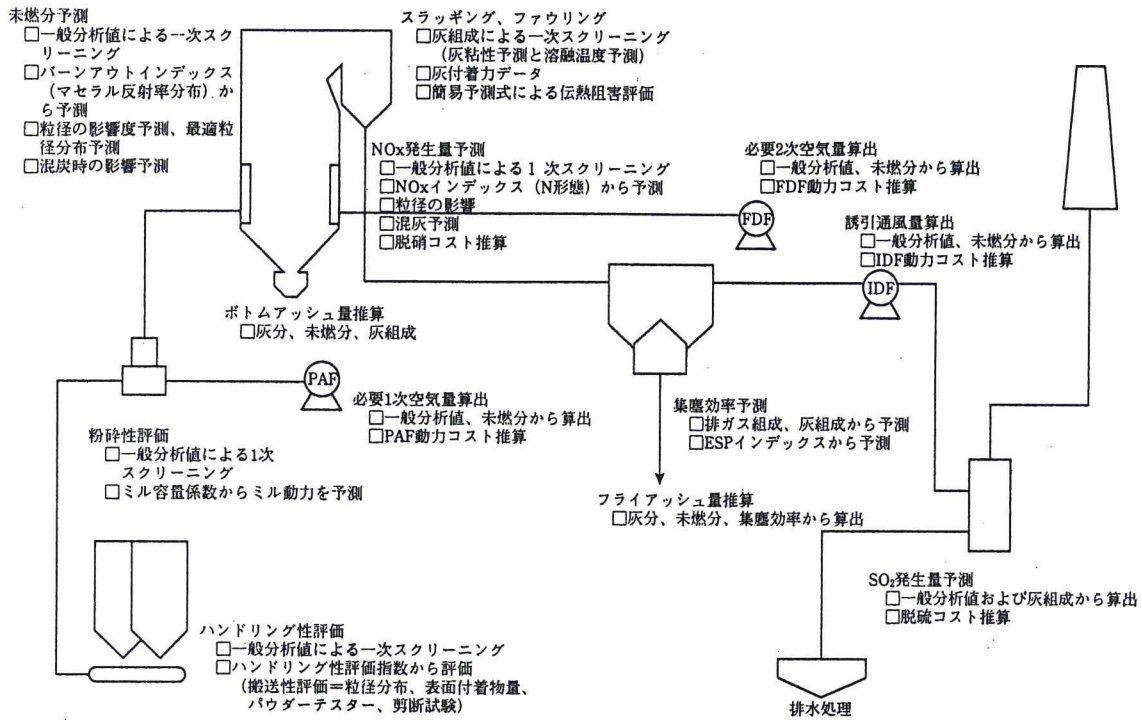 未燃分予測
□一般分析値による一次スク
リーニング
□バーンアウトインデックス
（マセラル反射率分布）か
ら予測
□粒径の影響度予測、最適粒
径分布予測
□混炭時の影響予測
スラッギング、ファウリング
□灰組成による一次スクリーニング
（灰粘性予測と溶融温度予測）
□灰付着力データ
□簡易予測式による伝熱阻害評価
NOx発生量予測
□一般分析値による1次スクリーニング
□NOxインデックス（N形態）から予測
□粒径の影響
□混灰予測
□脱硝コスト推算
必要2次空気量算出
□一般分析値、未燃分から算出
□FDF動力コスト推算
FDF
誘引通風量算出
□一般分析値、未燃分から算出
□IDF動力コスト推算
IDF
ボトムアッシュ量推算
□灰分、未燃分、灰組成
PAF
必要1次空気量算出
□一般分析値、未燃分から算出
□PAF動力コスト推算
集塵効率予測
□排ガス組成、灰組成から予測
□ESPインデックスから予測
粉砕性評価
□一般分析値による1次
スクリーニング
□ミル容量係数からミル動力を予測
フライアッシュ量推算
□灰分、未燃分、集塵効率から算出
SO₂発生量予測
□一般分析値および灰組成から算出
□脱硫コスト推算
ハンドリング性評価
□一般分析値による一次スクリーニング
□ハンドリング性評価指数から評価
（搬送性評価＝粒径分布、表面付着物量、
パウダーテスター、剪断試験）
排水処理